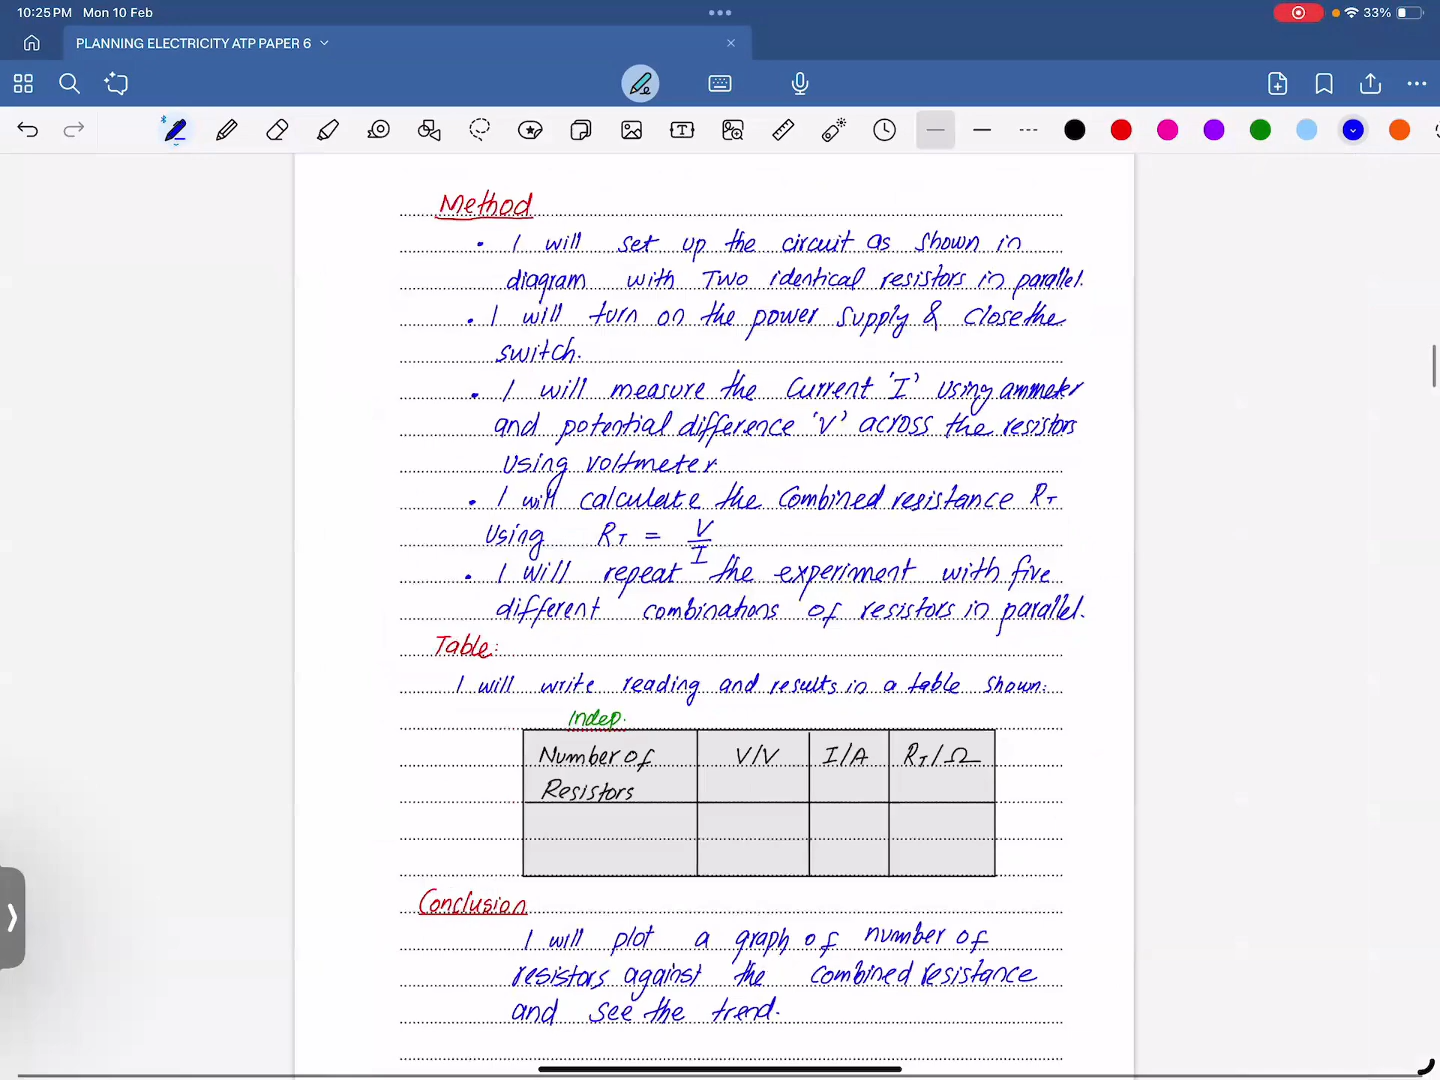 10:25 PM Mon 10 Feb
33%
PLANNING ELECTRICITY ATP PAPER 6
Method
• I will set up the circuit as shown in
diagram with Two identical resistors in parallel.
• I will turn on the power supply & close the
switch.
• I will measure the Current 'I' using ammeter
and potential difference 'V' across the resistors
using voltmeter.
• I will calculate the Combined resistance RT
Using RT = V/I
• I will repeat the experiment with five
different combinations of resistors in parallel.
Table:
I will write reading and results in a table shown:
Indep.
Number of V/V I/A RT/Ω
Resistors
Conclusion
I will plot a graph of number of
resistors against the combined resistance
and see the trend.